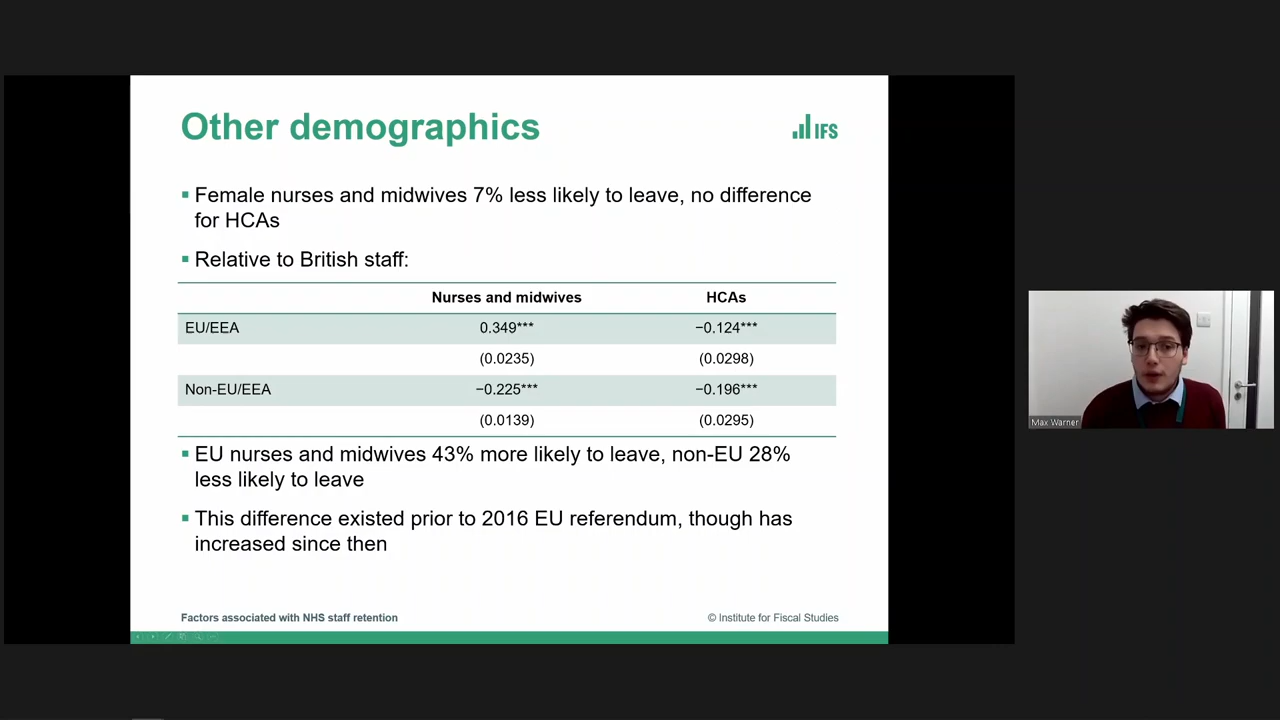 Other demographics
IFS
Female nurses and midwives 7% less likely to leave, no difference
for HCAs
Relative to British staff:
Nurses and midwives HCAs
EU/EEA 0.349*** −0.124***
(0.0235) (0.0298)
Non-EU/EEA −0.225*** −0.196***
(0.0139) (0.0295)
EU nurses and midwives 43% more likely to leave, non-EU 28%
less likely to leave
This difference existed prior to 2016 EU referendum, though has
increased since then
Factors associated with NHS staff retention © Institute for Fiscal Studies
Max Warner